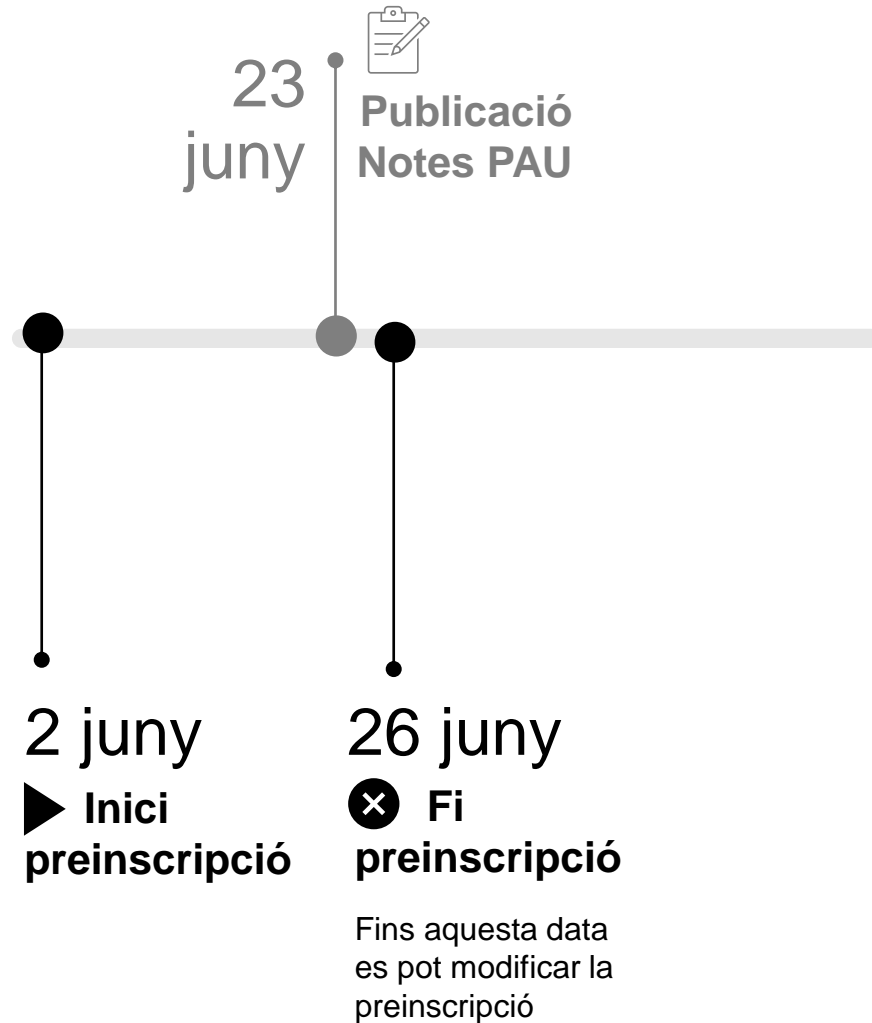 23
juny
Publicació
Notes PAU
2 juny
Inici
preinscripció
26 juny
Fi
preinscripció
Fins aquesta data
es pot modificar la
preinscripció